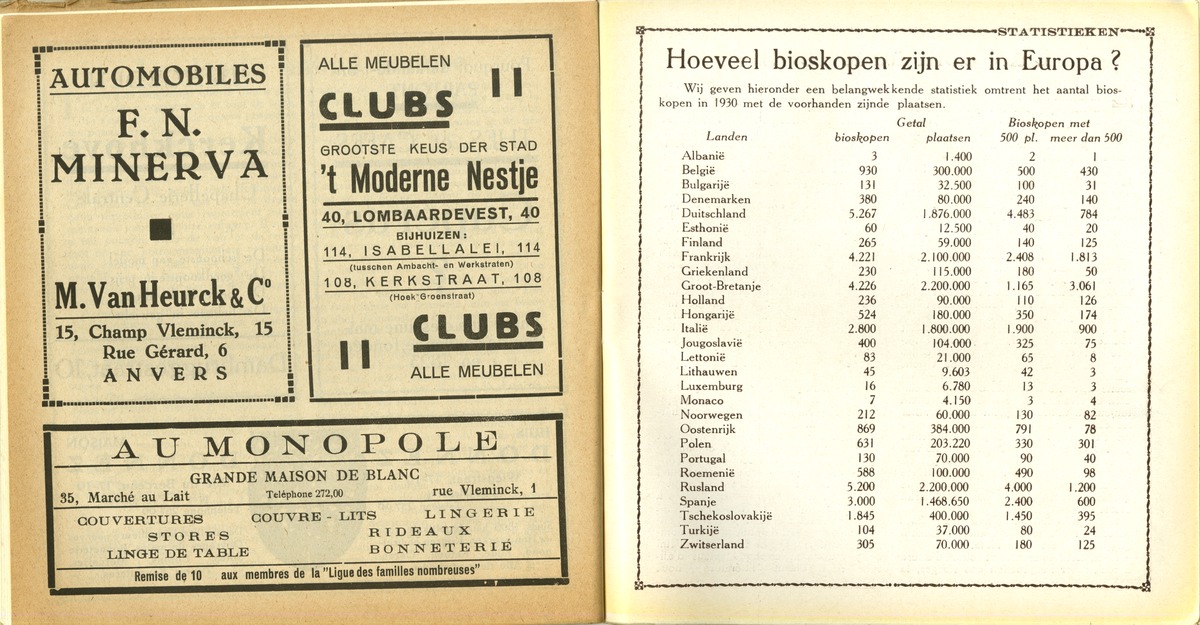 AUTOMOBILES
F. N.
MINERVA
M. Van Heurck & Cº
15, Champ Vleminck, 15
Rue Gérard, 6
ANVERS
ALLE MEUBELEN
CLUBS
GROOTSTE KEUS DER STAD
't Moderne Nestje
40, LOMBAARDEVEST, 40
BIJHUIZEN:
114, ISABELLALEI, 114
(tusschen Ambacht- en Werkstraten)
108, KERKSTRAAT, 108
(Hoek Groenstraat)
CLUBS
ALLE MEUBELEN
AU MONOPOLE
GRANDE MAISON DE BLANC
35, Marché au Lait Telèphone 272,00 rue Vleminck, 1
COUVERTURES COUVRE-LITS LINGERIE
STORES RIDEAUX
LINGE DE TABLE BONNETERIE
Remise de 10 aux membres de la "Ligue des familles nombreuses"
STATISTIEKEN
Hoeveel bioskopen zijn er in Europa?
Wij geven hieronder een belangwekkende statistiek omtrent het aantal bios-
kopen in 1930 met de voorhanden zijnde plaatsen.
Getal Bioskopen met
Landen bioskopen plaatsen 500 pl. meer dan 500
Albanië 3 1.400 2 1
België 930 300.000 500 430
Bulgarijë 131 32.500 100 31
Denemarken 380 80.000 240 140
Duitschland 5.267 1.876.000 4.483 784
Esthonië 60 12.500 40 20
Finland 265 59.000 140 125
Frankrijk 4.221 2.100.000 2.408 1.813
Griekenland 230 115.000 180 50
Groot-Bretanje 4.226 2.200.000 1.165 3.061
Holland 236 90.000 110 126
Hongarijë 524 180.000 350 174
Italië 2.800 1.800.000 1.900 900
Jougoslavië 400 104.000 325 75
Lettonië 83 21.000 65 8
Lithauwen 45 9.603 42 3
Luxemburg 16 6.780 13 3
Monaco 7 4.150 3 4
Noorwegen 212 60.000 130 82
Oostenrijk 869 384.000 791 78
Polen 631 203.220 330 301
Portugal 130 70.000 90 40
Roemenië 588 100.000 490 98
Rusland 5.200 2.200.000 4.000 1.200
Spanje 3.000 1.468.650 2.400 600
Tschekoslovakijë 1.845 400.000 1.450 395
Turkijë 104 37.000 80 24
Zwitserland 305 70.000 180 125